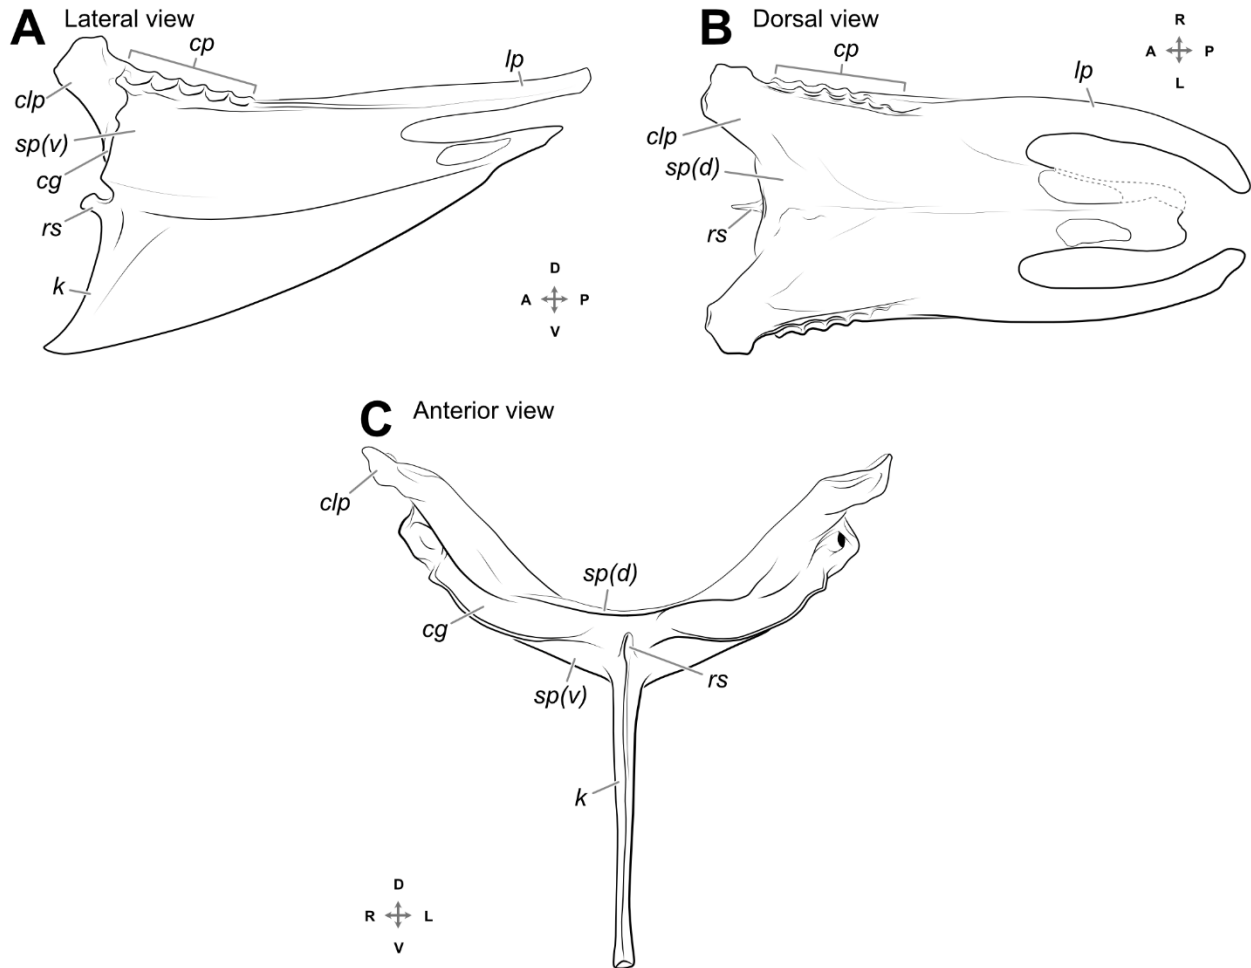 A Lateral view
cp
lp
clp
sp(v)
cg
rs
k
D
A P
V
B Dorsal view
R
A P
L
cp
lp
clp
sp(d)
rs
C Anterior view
clp
sp(d)
cg
rs
sp(v)
k
D
R L
V